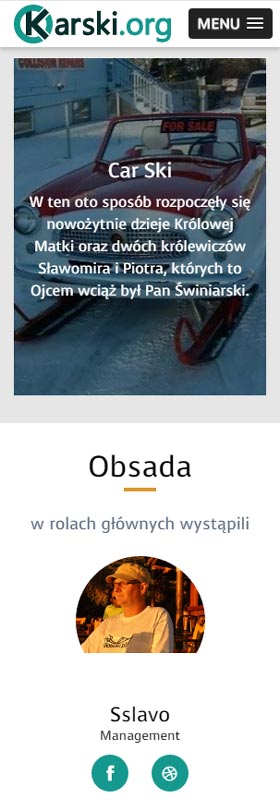 Karski.org
MENU
COLLISION REPAIRS
FOR SALE
Car Ski
W ten oto sposób rozpoczęły się
nowożytnie dzieje Królowej
Matki oraz dwóch królewiczów
Sławomira i Piotra, których to
Ojcem wciąż był Pan Świniarski.
Obsada
w rolach głównych wystąpili
Sslavo
Management